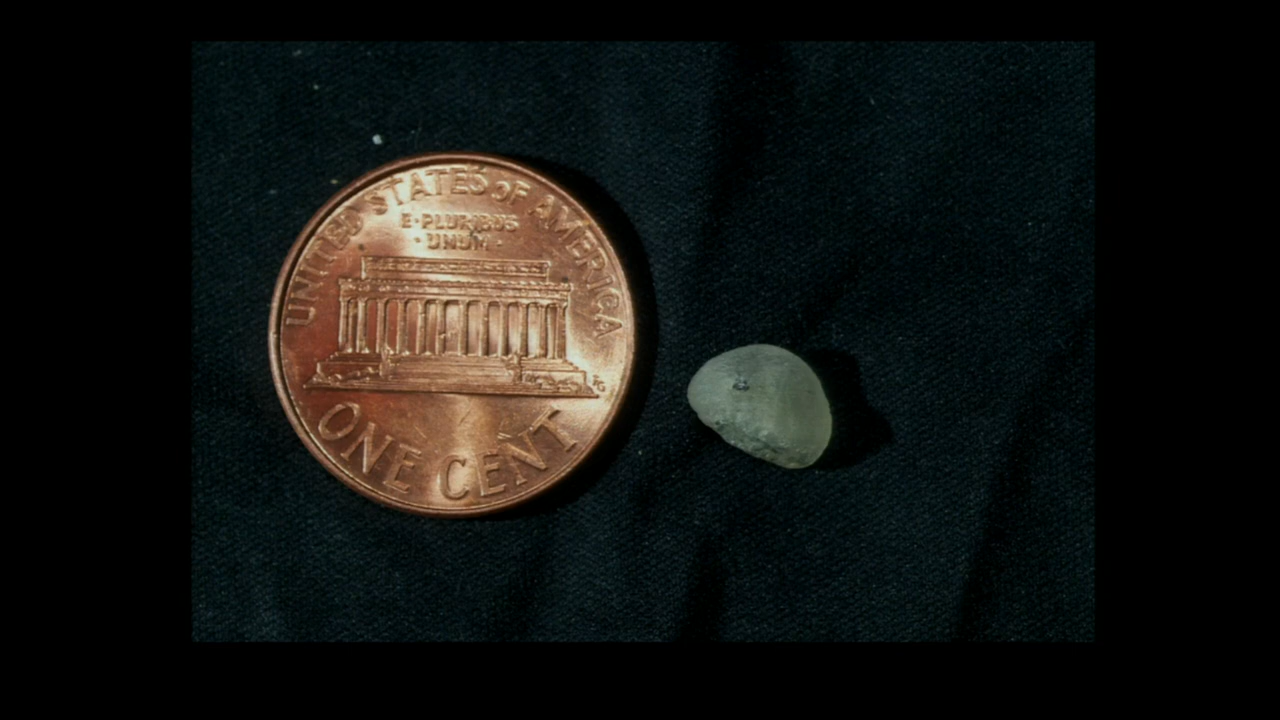 UNITED STATES OF AMERICA
E·PLURIBUS
·UNUM·
ONE CENT